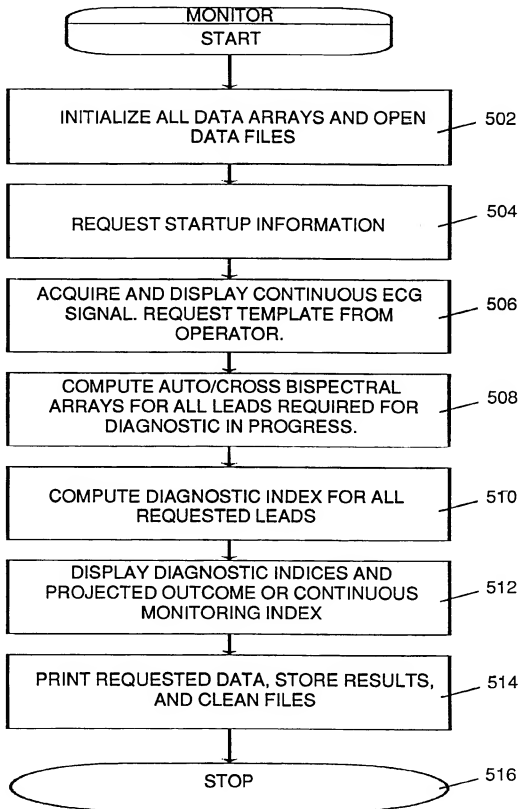 MONITOR
START
INITIALIZE ALL DATA ARRAYS AND OPEN
DATA FILES
502
REQUEST STARTUP INFORMATION
504
ACQUIRE AND DISPLAY CONTINUOUS ECG
SIGNAL. REQUEST TEMPLATE FROM
OPERATOR.
506
COMPUTE AUTO/CROSS BISPECTRAL
ARRAYS FOR ALL LEADS REQUIRED FOR
DIAGNOSTIC IN PROGRESS.
508
COMPUTE DIAGNOSTIC INDEX FOR ALL
REQUESTED LEADS
510
DISPLAY DIAGNOSTIC INDICES AND
PROJECTED OUTCOME OR CONTINUOUS
MONITORING INDEX
512
PRINT REQUESTED DATA, STORE RESULTS,
AND CLEAN FILES
514
STOP
516